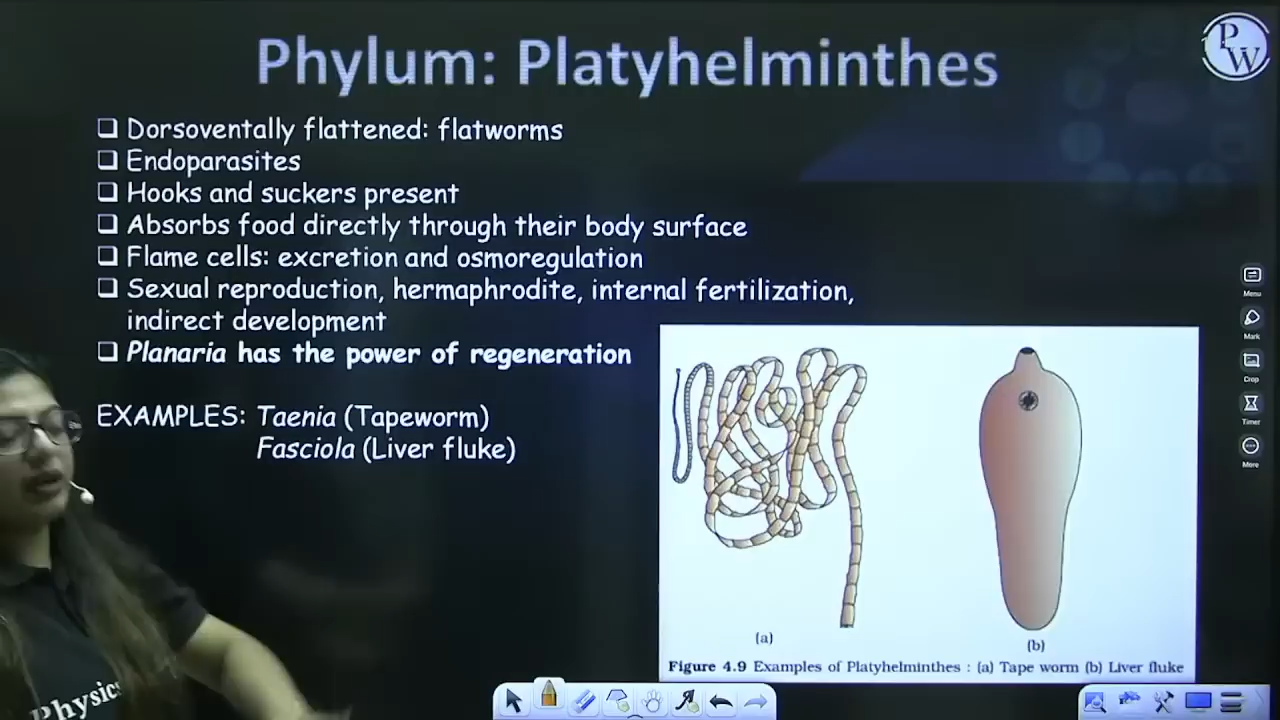 Phylum: Platyhelminthes
PW
Dorsoventally flattened: flatworms
Endoparasites
Hooks and suckers present
Absorbs food directly through their body surface
Flame cells: excretion and osmoregulation
Sexual reproduction, hermaphrodite, internal fertilization,
indirect development
Planaria has the power of regeneration
EXAMPLES: Taenia (Tapeworm)
Fasciola (Liver fluke)
(a)
(b)
Figure 4.9 Examples of Platyhelminthes : (a) Tape worm (b) Liver fluke
Menu
Mark
Crop
Timer
More
Physics